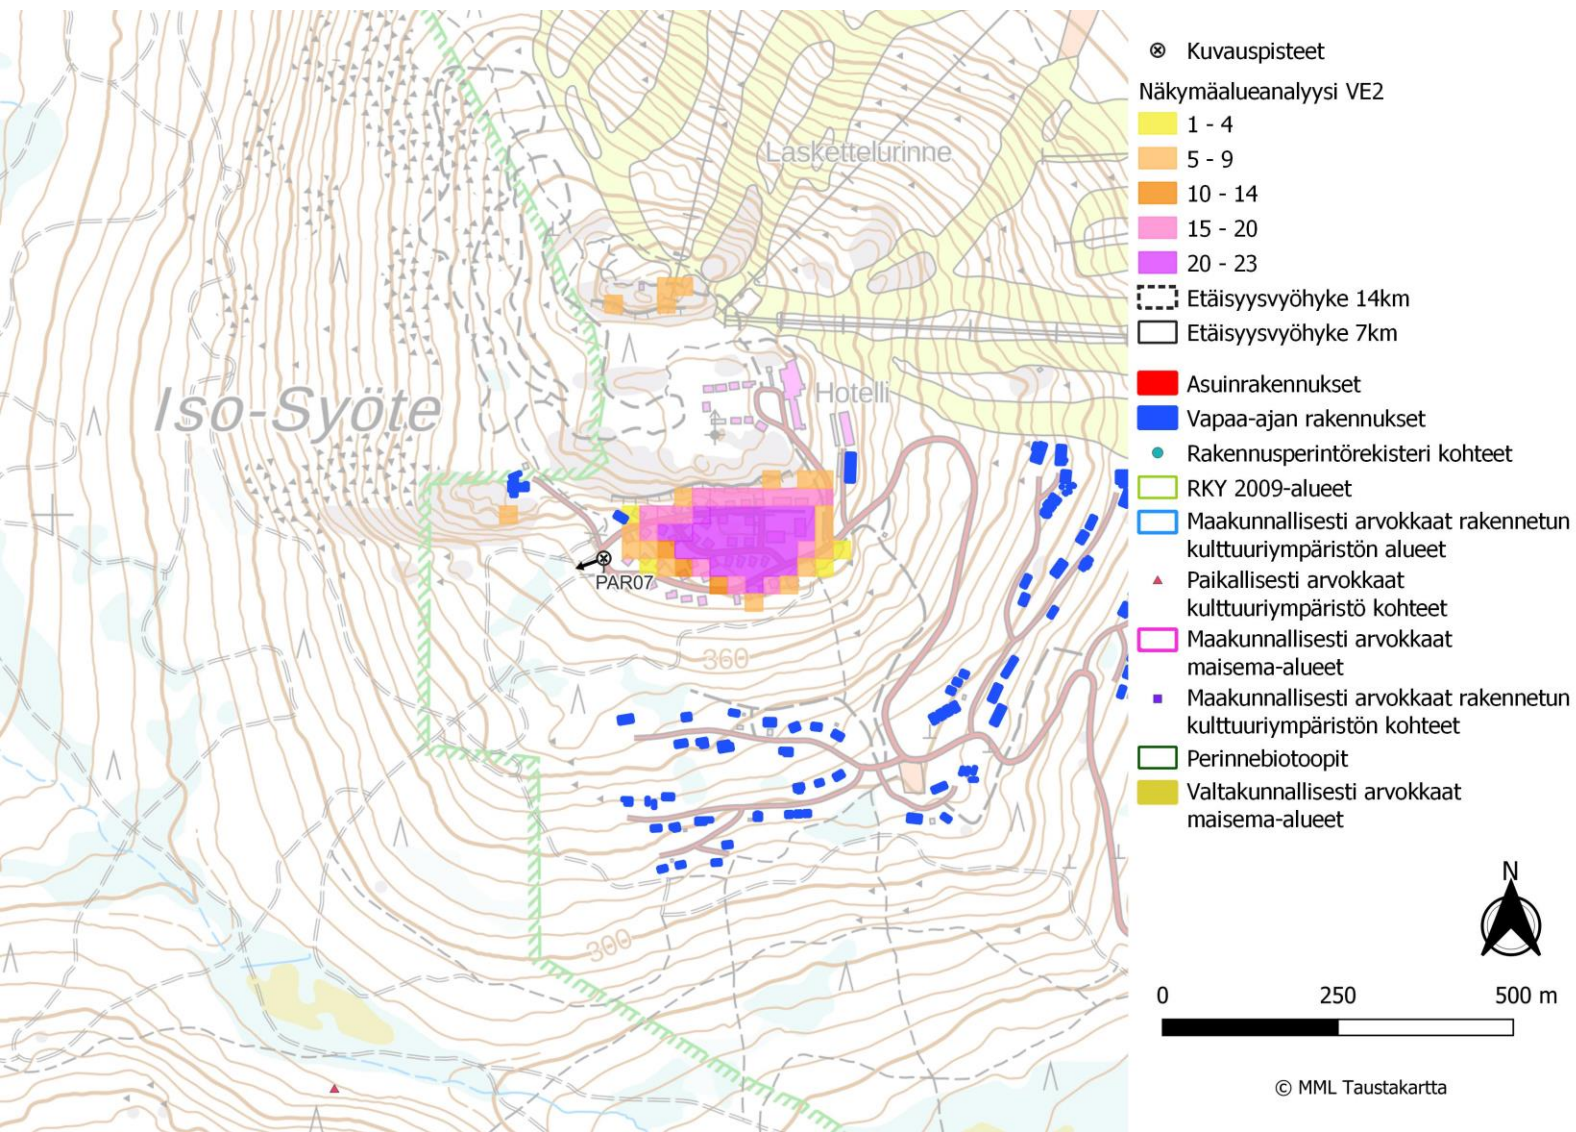 Laskettelurinne
Iso-Syöte
Hotelli
PAR07
360
300
Kuvauspisteet
Näkymäalueanalyysi VE2
1 - 4
5 - 9
10 - 14
15 - 20
20 - 23
Etäisyysvyöhyke 14km
Etäisyysvyöhyke 7km
Asuinrakennukset
Vapaa-ajan rakennukset
Rakennusperintörekisteri kohteet
RKY 2009-alueet
Maakunnallisesti arvokkaat rakennetun
kulttuuriympäristön alueet
Paikallisesti arvokkaat
kulttuuriympäristö kohteet
Maakunnallisesti arvokkaat
maisema-alueet
Maakunnallisesti arvokkaat rakennetun
kulttuuriympäristön kohteet
Perinnebiotoopit
Valtakunnallisesti arvokkaat
maisema-alueet
N
0 250 500 m
© MML Taustakartta